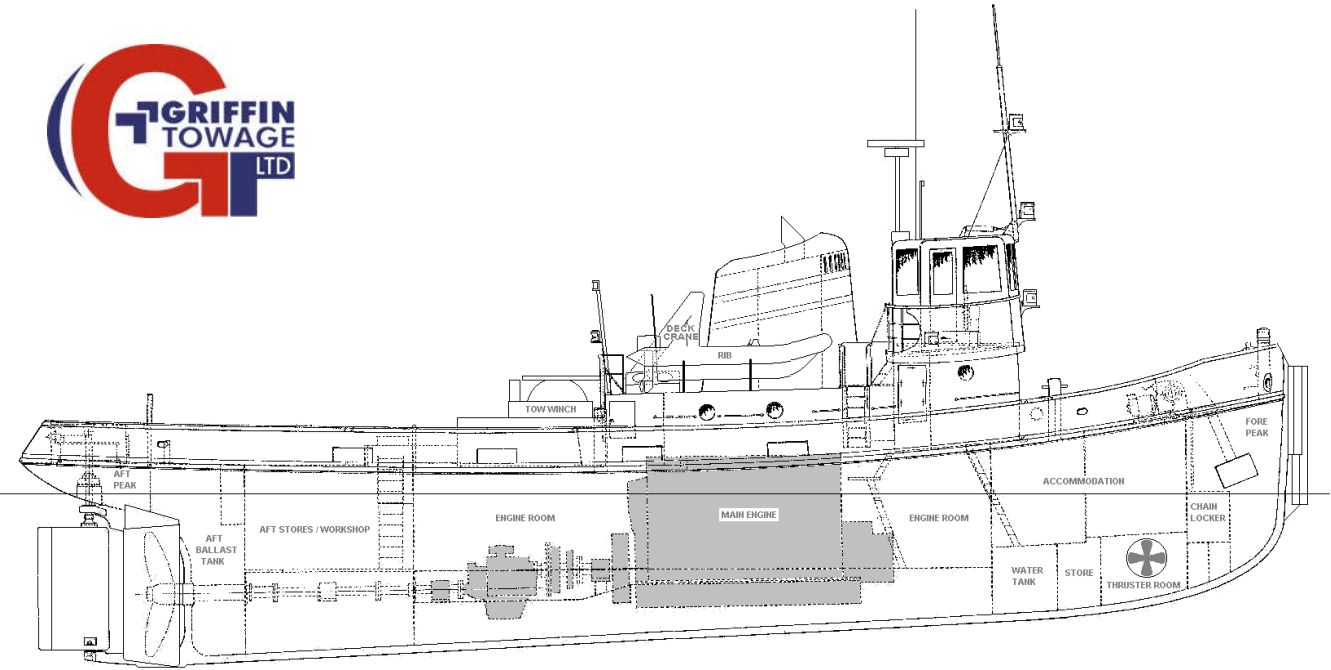 GRIFFIN
TOWAGE
LTD
DECK
CRANE
RIB
TOW WINCH
FORE
PEAK
AFT
PEAK
ACCOMMODATION
AFT STORES / WORKSHOP
ENGINE ROOM
MAIN ENGINE
ENGINE ROOM
CHAIN
LOCKER
AFT
BALLAST
TANK
WATER
TANK
STORE
THRUSTER ROOM